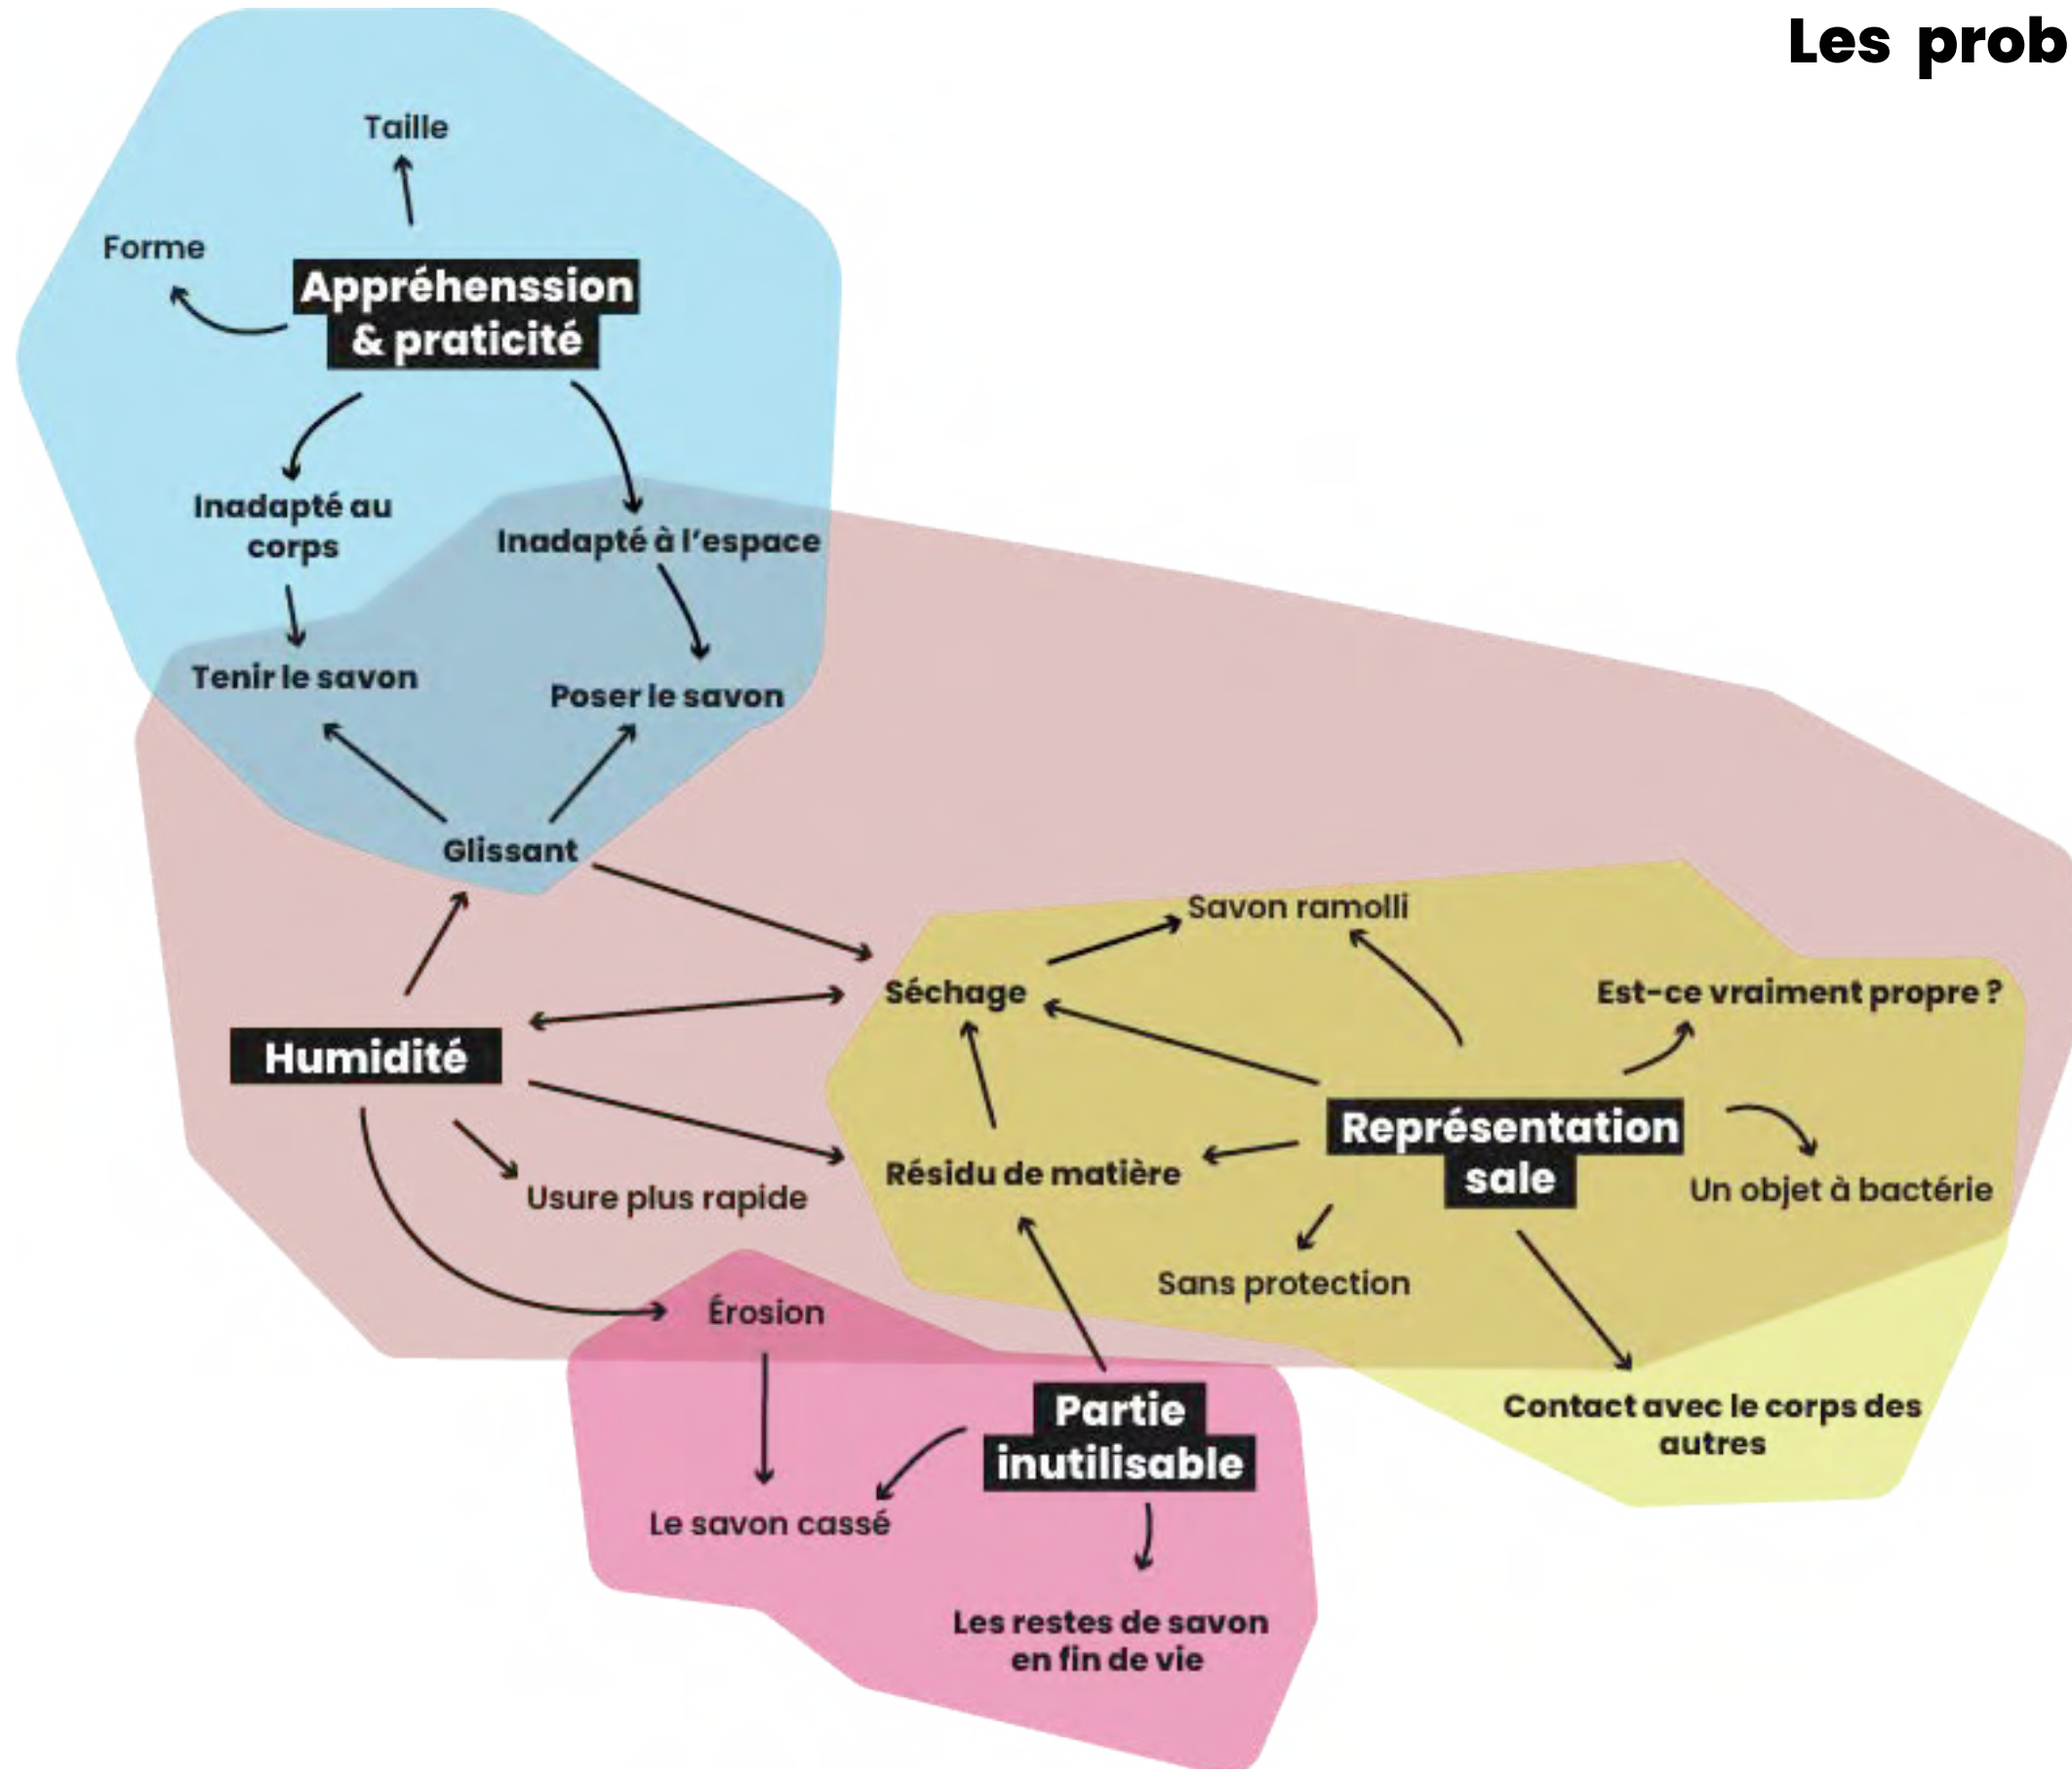 Les prob
Taille
Forme
Appréhenssion
& praticité
Inadapté au
corps
Inadapté à l'espace
Tenir le savon
Poser le savon
Glissant
Savon ramolli
Séchage
Est-ce vraiment propre ?
Humidité
Représentation
sale
Résidu de matière
Un objet à bactérie
Usure plus rapide
Sans protection
Érosion
Partie
inutilisable
Contact avec le corps des
autres
Le savon cassé
Les restes de savon
en fin de vie